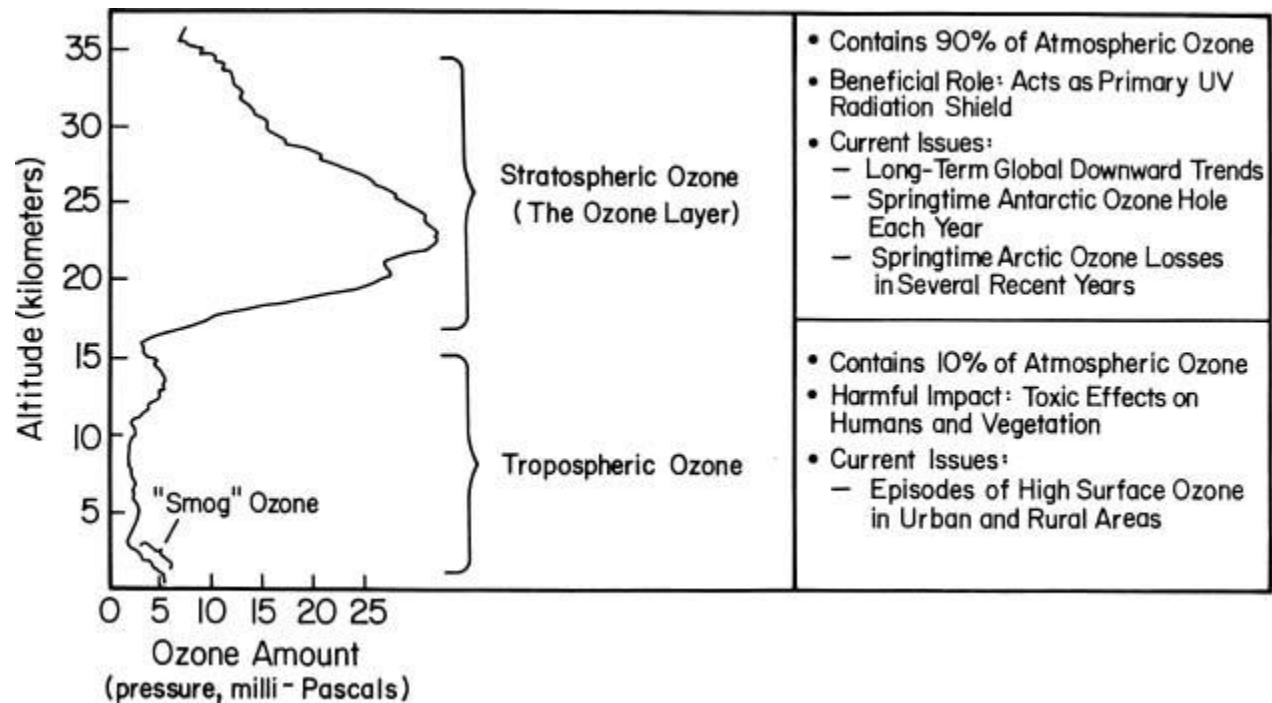 35
30
25
20
15
10
5
Altitude (kilometers)
"Smog" Ozone
0 5 10 15 20 25
Ozone Amount
(pressure, milli-Pascals)
Stratospheric Ozone
(The Ozone Layer)
Tropospheric Ozone
• Contains 90% of Atmospheric Ozone
• Beneficial Role: Acts as Primary UV
Radiation Shield
• Current Issues:
— Long-Term Global Downward Trends
— Springtime Antarctic Ozone Hole
Each Year
— Springtime Arctic Ozone Losses
in Several Recent Years
• Contains 10% of Atmospheric Ozone
• Harmful Impact: Toxic Effects on
Humans and Vegetation
• Current Issues:
— Episodes of High Surface Ozone
in Urban and Rural Areas